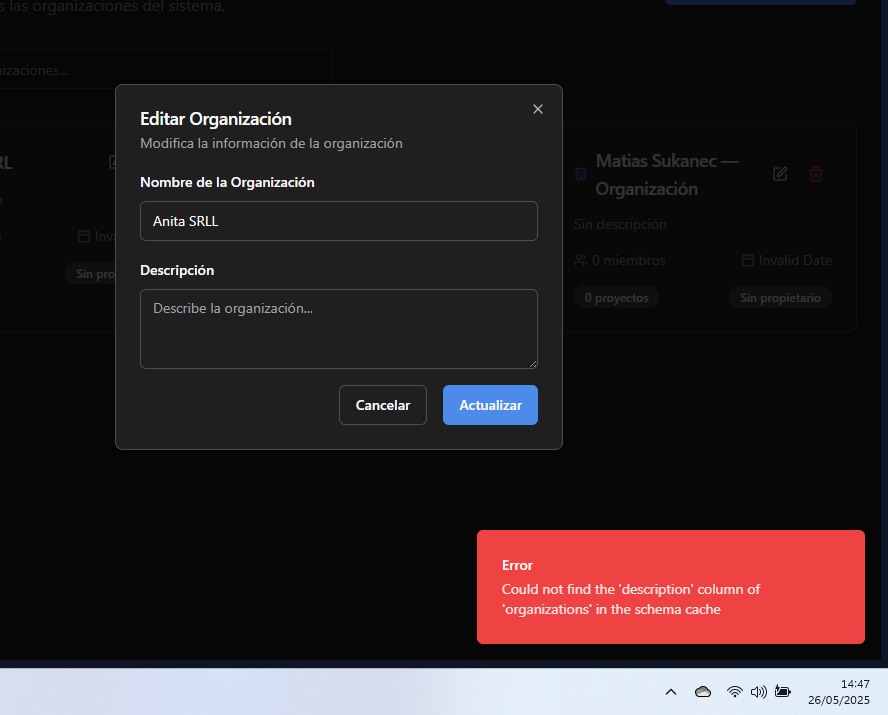 s las organizaciones del sistema.
nizaciones...
Editar Organización
Modifica la información de la organización
Nombre de la Organización
Anita SRLL
Descripción
Describe la organización...
Cancelar
Actualizar
RL
n
Inva
Sin pro
Matias Sukanec —
Organización
Sin descripción
0 miembros
Invalid Date
0 proyectos
Sin propietario
Error
Could not find the 'description' column of
'organizations' in the schema cache
14:47
26/05/2025